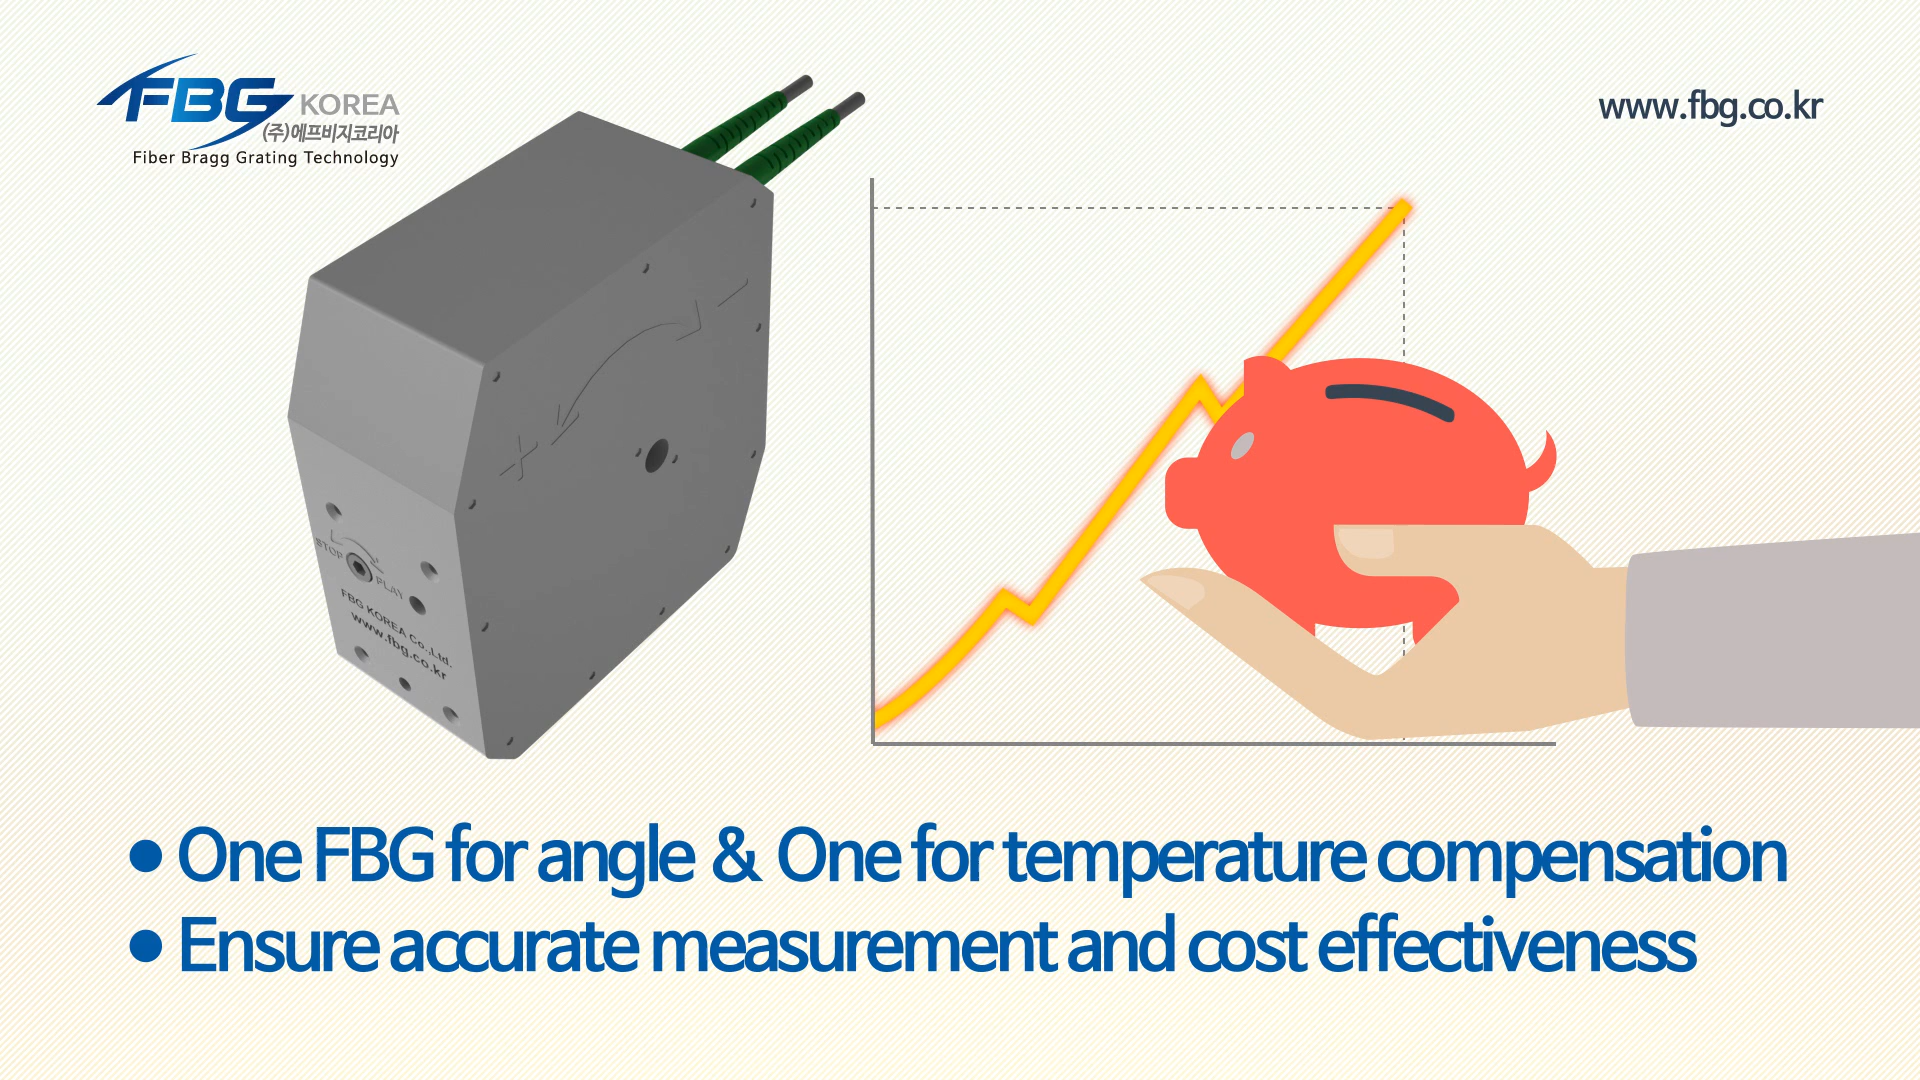 FBG KOREA
(주)에프비지코리아
Fiber Bragg Grating Technology
www.fbg.co.kr
X
STOP
PLAY
FBG KOREA Co.,Ltd.
www.fbg.co.kr
● One FBG for angle & One for temperature compensation
● Ensure accurate measurement and cost effectiveness